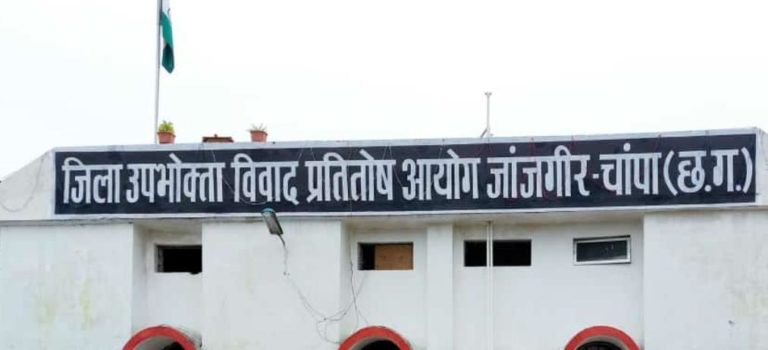 जिला उपभोक्ता विवाद प्रतितोष आयोग जांजगीर-चांपा (छ.ग.)